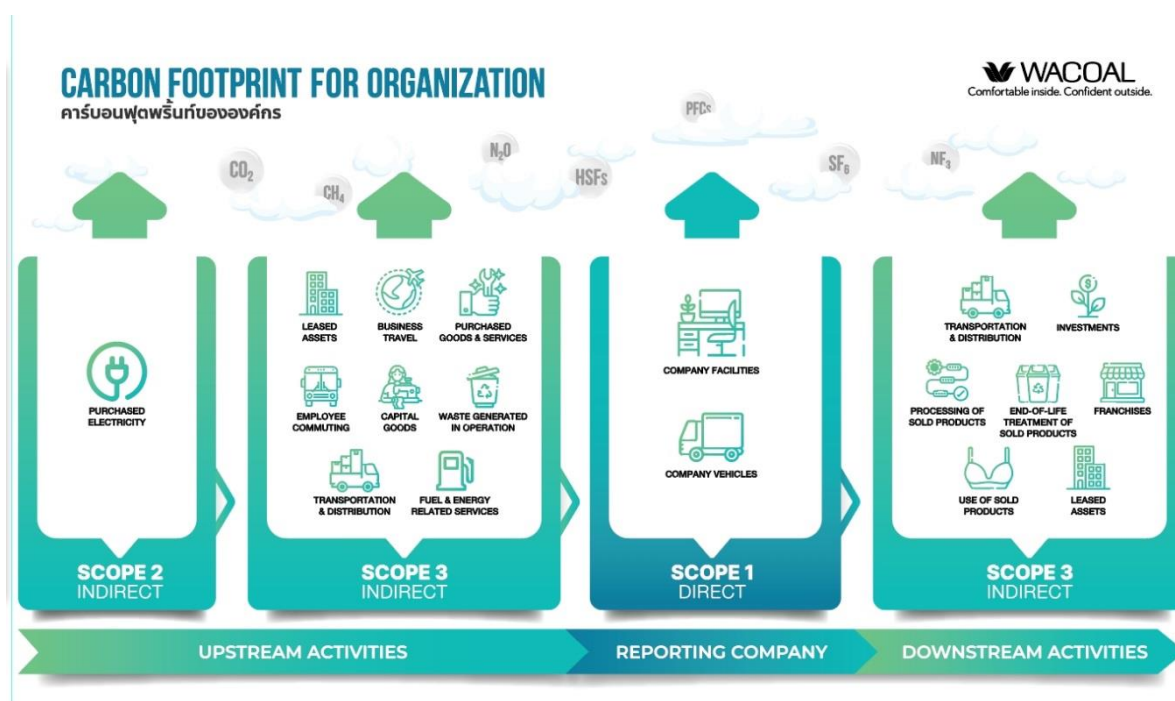 CARBON FOOTPRINT FOR ORGANIZATION
คาร์บอนฟุตพริ้นท์ขององค์กร
WACOAL
Comfortable inside. Confident outside.
CO₂
CH₄
N₂O
HSFs
PFCs
SF₆
NF₃
PURCHASED
ELECTRICITY
SCOPE 2
INDIRECT
LEASED
ASSETS
BUSINESS
TRAVEL
PURCHASED
GOODS & SERVICES
EMPLOYEE
COMMUTING
CAPITAL
GOODS
WASTE GENERATED
IN OPERATION
TRANSPORTATION
& DISTRIBUTION
FUEL & ENERGY
RELATED SERVICES
SCOPE 3
INDIRECT
COMPANY FACILITIES
COMPANY VEHICLES
SCOPE 1
DIRECT
TRANSPORTATION
& DISTRIBUTION
INVESTMENTS
PROCESSING OF
SOLD PRODUCTS
END-OF-LIFE
TREATMENT OF
SOLD PRODUCTS
FRANCHISES
USE OF SOLD
PRODUCTS
LEASED
ASSETS
SCOPE 3
INDIRECT
UPSTREAM ACTIVITIES
REPORTING COMPANY
DOWNSTREAM ACTIVITIES